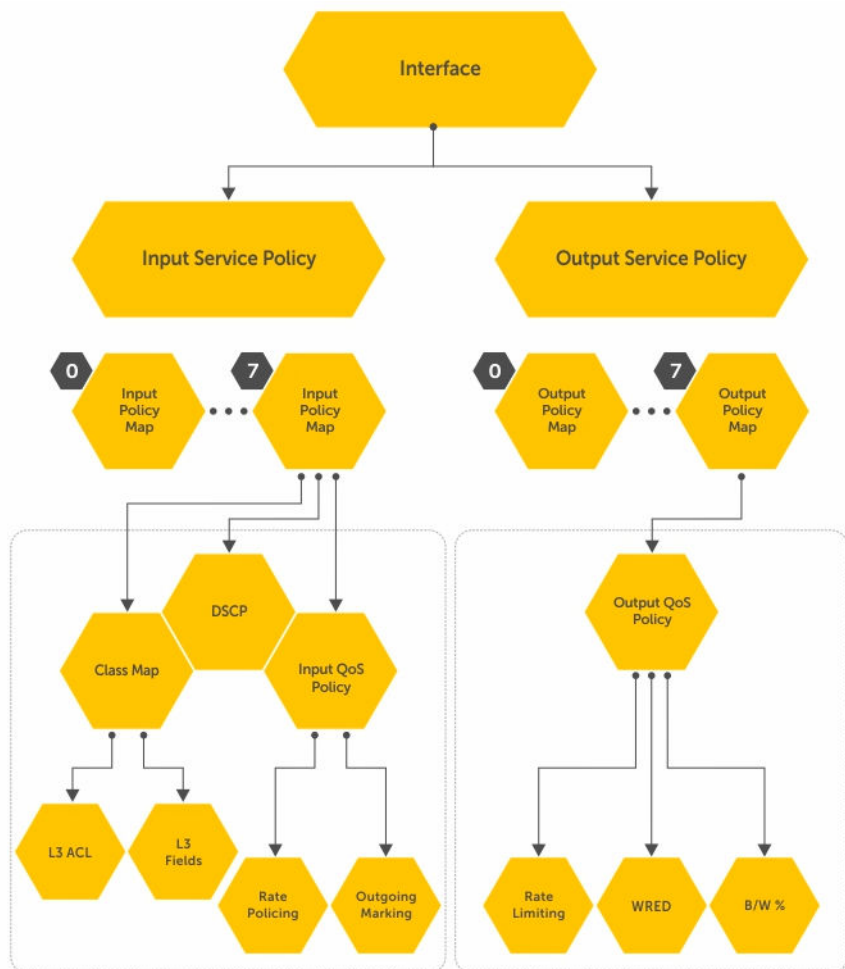 Interface
Input Service Policy
Output Service Policy
0
Input
Policy
Map
7
Input
Policy
Map
0
Output
Policy
Map
7
Output
Policy
Map
DSCP
Class Map
Input QoS
Policy
Output QoS
Policy
L3 ACL
L3
Fields
Rate
Policing
Outgoing
Marking
Rate
Limiting
WRED
B/W %